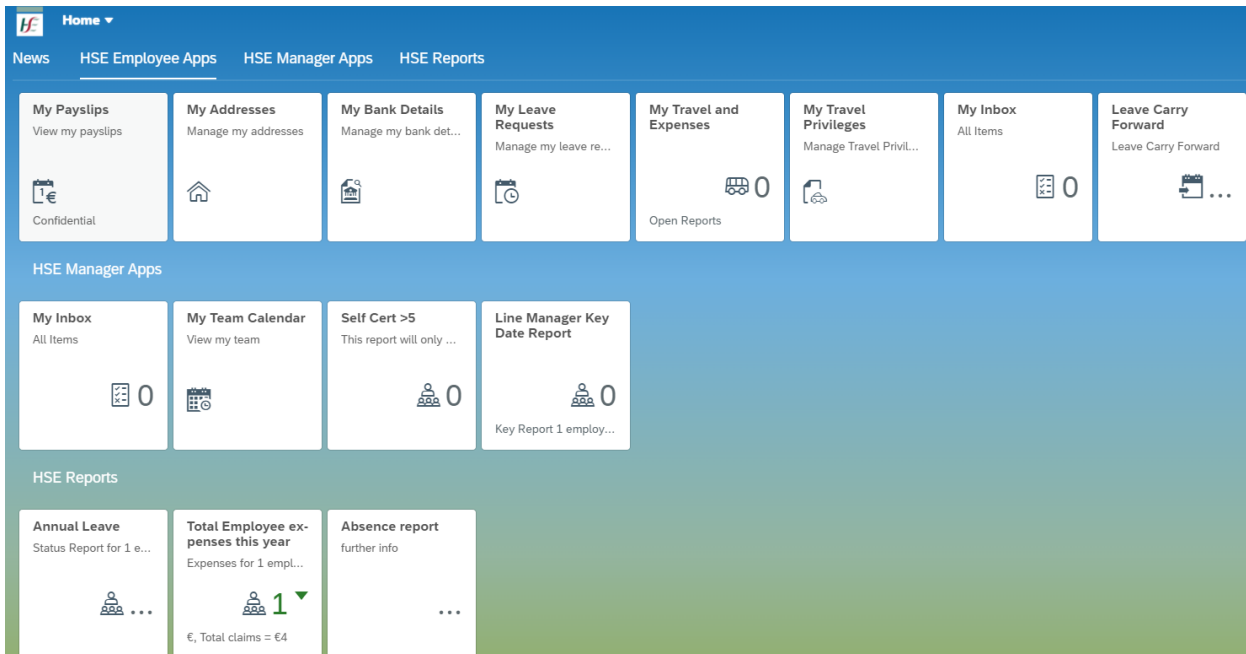 HE
Home
News HSE Employee Apps HSE Manager Apps HSE Reports
My Payslips
View my payslips
1 €
Confidential
My Addresses
Manage my addresses
My Bank Details
Manage my bank det...
My Leave
Requests
Manage my leave re...
My Travel and
Expenses
0
Open Reports
My Travel
Privileges
Manage Travel Privil...
My Inbox
All Items
0
Leave Carry
Forward
Leave Carry Forward
...
HSE Manager Apps
My Inbox
All Items
0
My Team Calendar
View my team
Self Cert >5
This report will only ...
0
Line Manager Key
Date Report
0
Key Report 1 employ...
HSE Reports
Annual Leave
Status Report for 1 e...
...
Total Employee ex-
penses this year
Expenses for 1 empl...
1
€, Total claims = €4
Absence report
further info
...